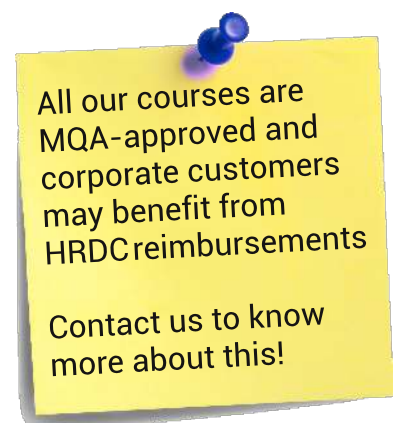 All our courses are
MQA-approved and
corporate customers
may benefit from
HRDC reimbursements
Contact us to know
more about this!